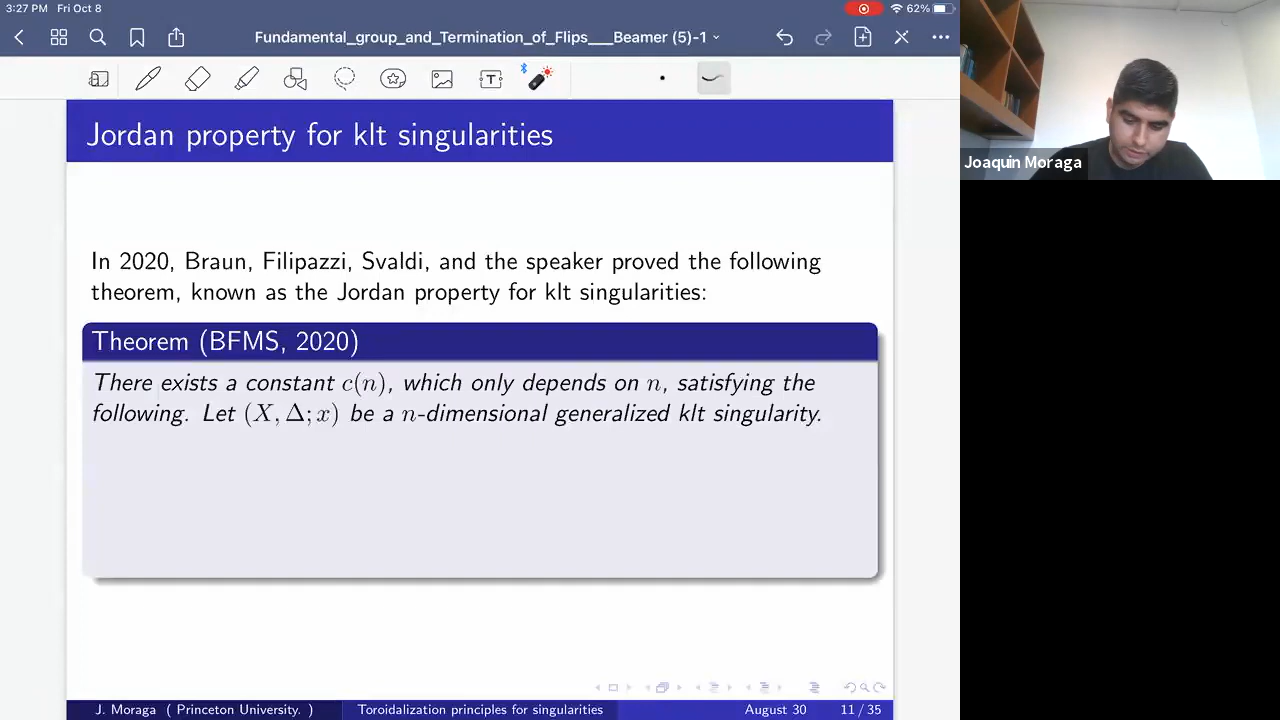 3:27 PM Fri Oct 8
62%
Fundamental_group_and_Termination_of_Flips___Beamer (5)-1
T
Jordan property for klt singularities
Joaquin Moraga
In 2020, Braun, Filipazzi, Svaldi, and the speaker proved the following
theorem, known as the Jordan property for klt singularities:
Theorem (BFMS, 2020)
There exists a constant c(n), which only depends on n, satisfying the
following. Let (X, Δ; x) be a n-dimensional generalized klt singularity.
J. Moraga ( Princeton University. )
Toroidalization principles for singularities
August 30
11 / 35